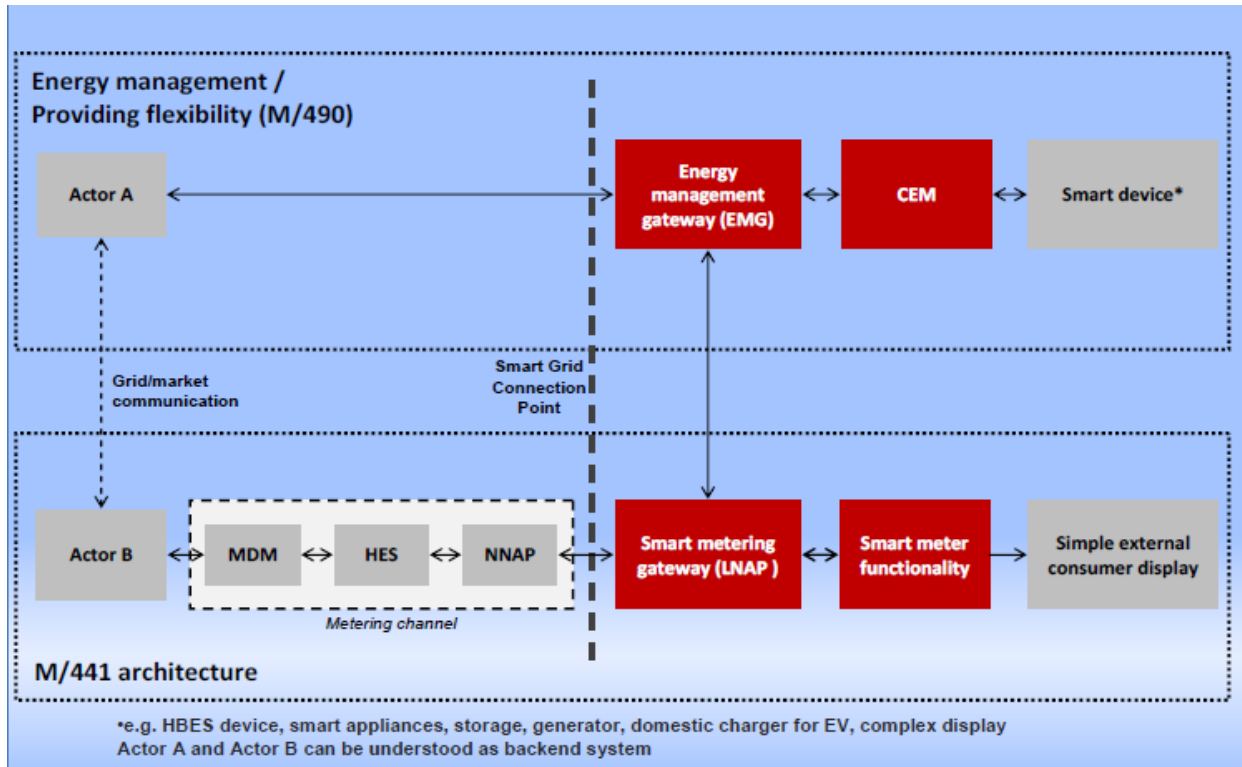 Energy management /
Providing flexibility (M/490)
Actor A
Energy
management
gateway (EMG)
CEM
Smart device*
Grid/market
communication
Smart Grid
Connection
Point
Actor B
MDM
HES
NNAP
Smart metering
gateway (LNAP )
Smart meter
functionality
Simple external
consumer display
Metering channel
M/441 architecture
*e.g. HBES device, smart appliances, storage, generator, domestic charger for EV, complex display
Actor A and Actor B can be understood as backend system